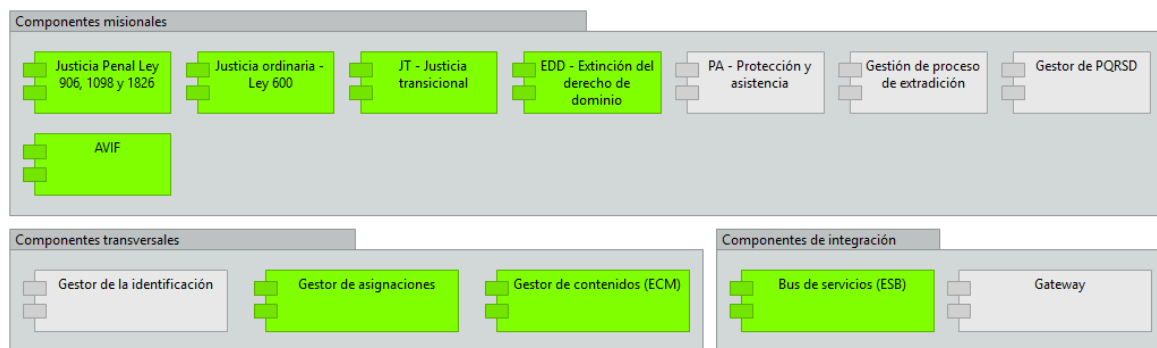 Componentes misionales
Justicia Penal Ley
906, 1098 y 1826
Justicia ordinaria -
Ley 600
JT - Justicia
transicional
EDD - Extinción del
derecho de
dominio
PA - Protección y
asistencia
Gestión de proceso
de extradición
Gestor de PQRSD
AVIF
Componentes transversales
Gestor de la identificación
Gestor de asignaciones
Gestor de contenidos (ECM)
Componentes de integración
Bus de servicios (ESB)
Gateway